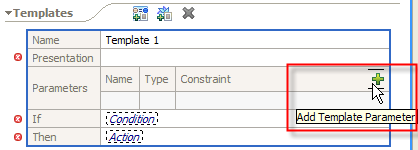 Templates
Name Template 1
Presentation
Parameters Name Type Constraint
Add Template Parameter
If Condition
Then Action